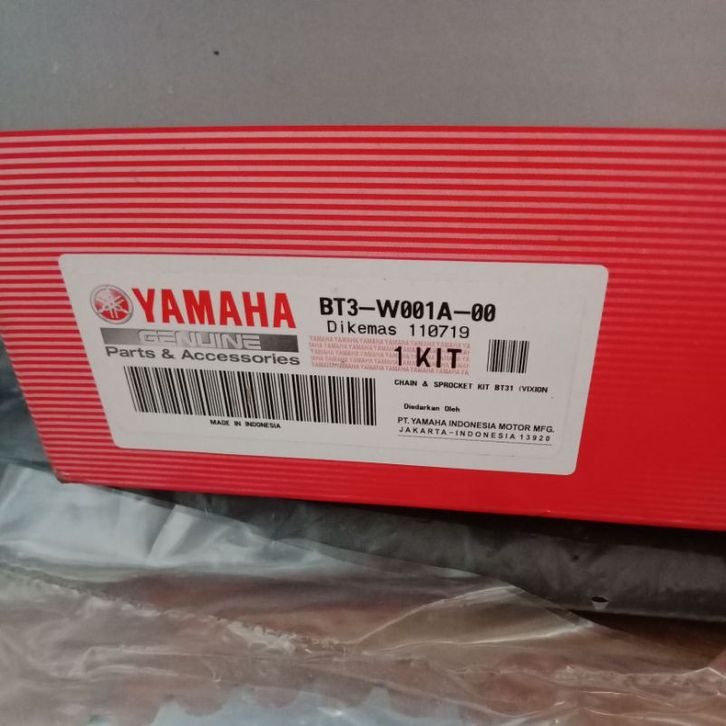 YAMAHA
GENUINE
Parts & Accessories
BT3-W001A-00
Dikemas 110719
1 KIT
CHAIN & SPROCKET KIT BT31 (VIXION
Diedarkan Oleh
PT. YAMAHA INDONESIA MOTOR MFG.
JAKARTA-INDONESIA 13920
MADE IN INDONESIA